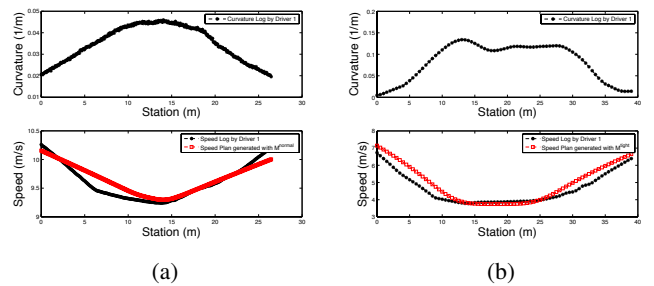 Curvature (1/m)
0.05
0.04
0.03
0.02
0.01
0 5 10 15 20 25 30
Station (m)
Curvature Log by Driver 1
Speed (m/s)
10.5
10
9.5
9
0 5 10 15 20 25 30
Station (m)
Speed Log by Driver 1
Speed Plan generated with M^normal
(a)
Curvature (1/m)
0.2
0.15
0.1
0.05
0
0 5 10 15 20 25 30 35 40
Station (m)
Curvature Log by Driver 1
Speed (m/s)
8
7
6
5
4
3
0 5 10 15 20 25 30 35 40
Station (m)
Speed Log by Driver 1
Speed Plan generated with M^tight
(b)